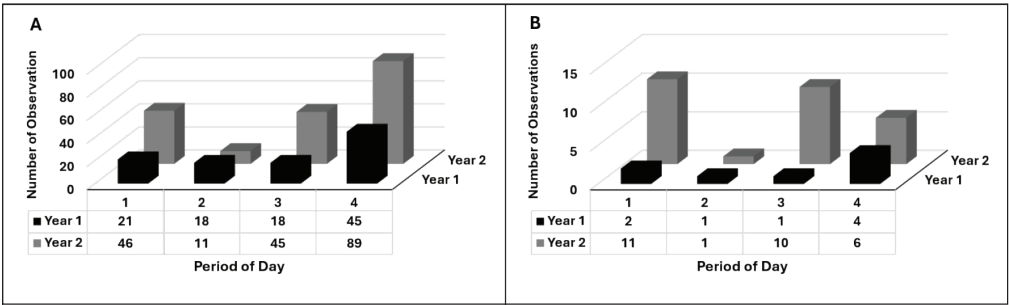 A
Number of Observation
100
80
60
40
20
0
Year 2
Year 1
1 2 3 4
Year 1 21 18 18 45
Year 2 46 11 45 89
Period of Day
B
Number of Observations
15
10
5
0
Year 2
Year 1
1 2 3 4
Year 1 2 1 1 4
Year 2 11 1 10 6
Period of Day